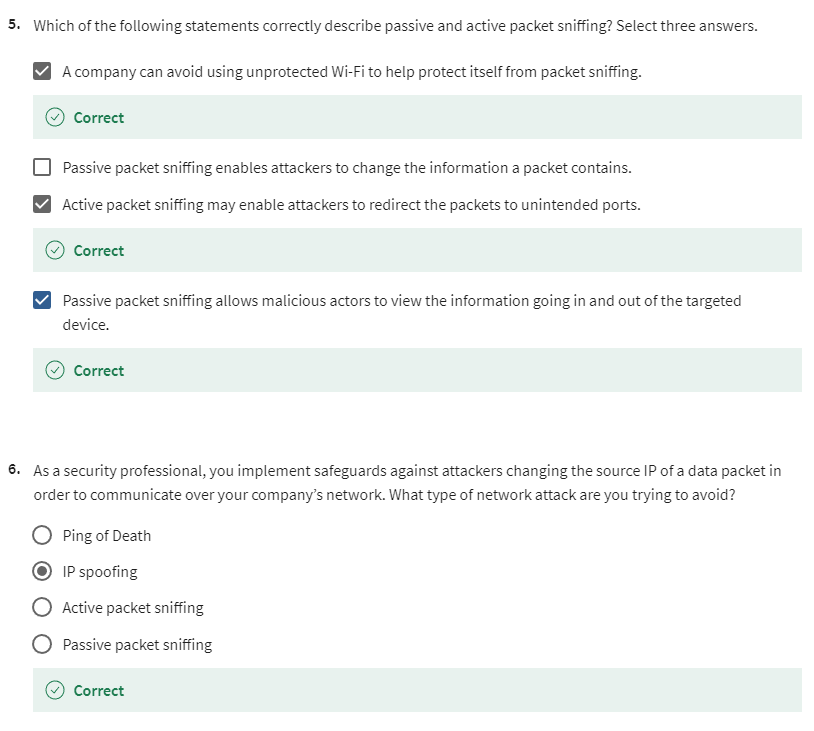 5. Which of the following statements correctly describe passive and active packet sniffing? Select three answers.
A company can avoid using unprotected Wi-Fi to help protect itself from packet sniffing.
Correct
Passive packet sniffing enables attackers to change the information a packet contains.
Active packet sniffing may enable attackers to redirect the packets to unintended ports.
Correct
Passive packet sniffing allows malicious actors to view the information going in and out of the targeted
device.
Correct
6. As a security professional, you implement safeguards against attackers changing the source IP of a data packet in
order to communicate over your company’s network. What type of network attack are you trying to avoid?
Ping of Death
IP spoofing
Active packet sniffing
Passive packet sniffing
Correct